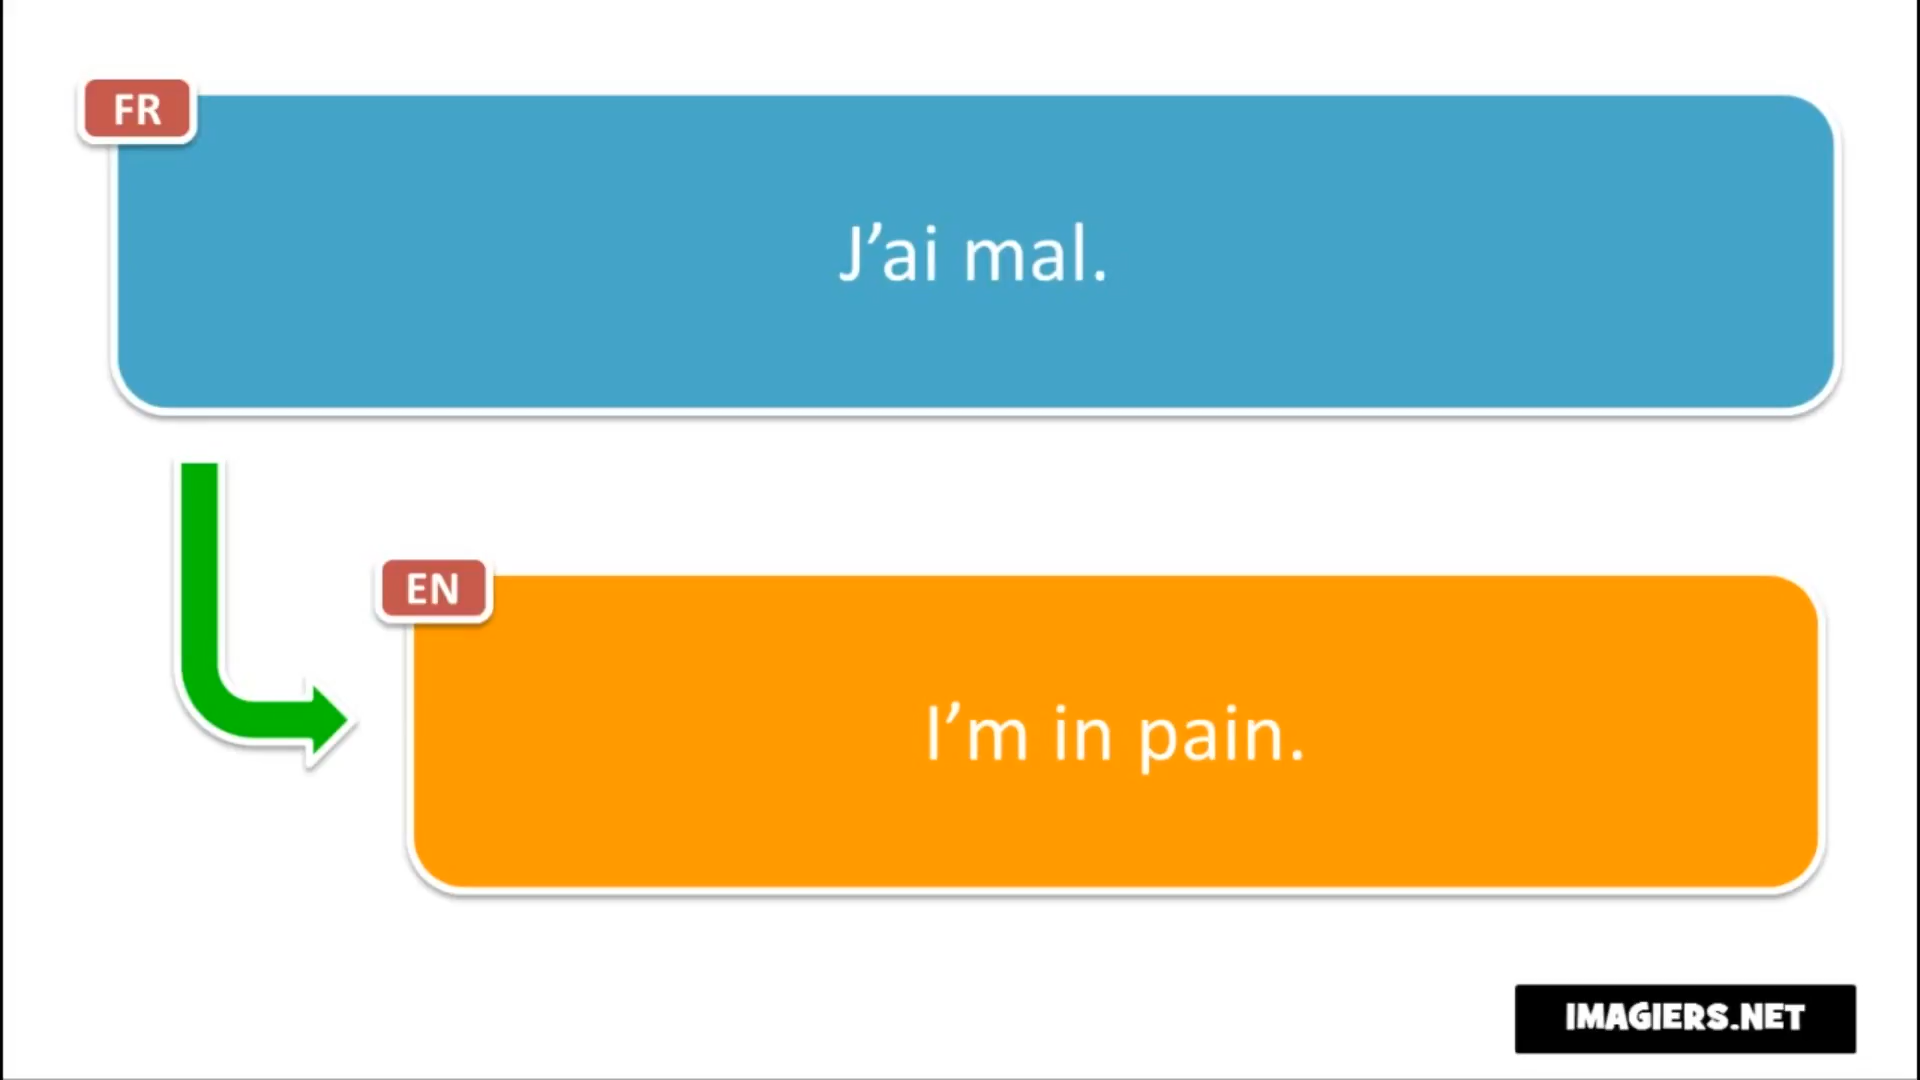 FR
J’ai mal.
EN
I’m in pain.
IMAGIERS.NET